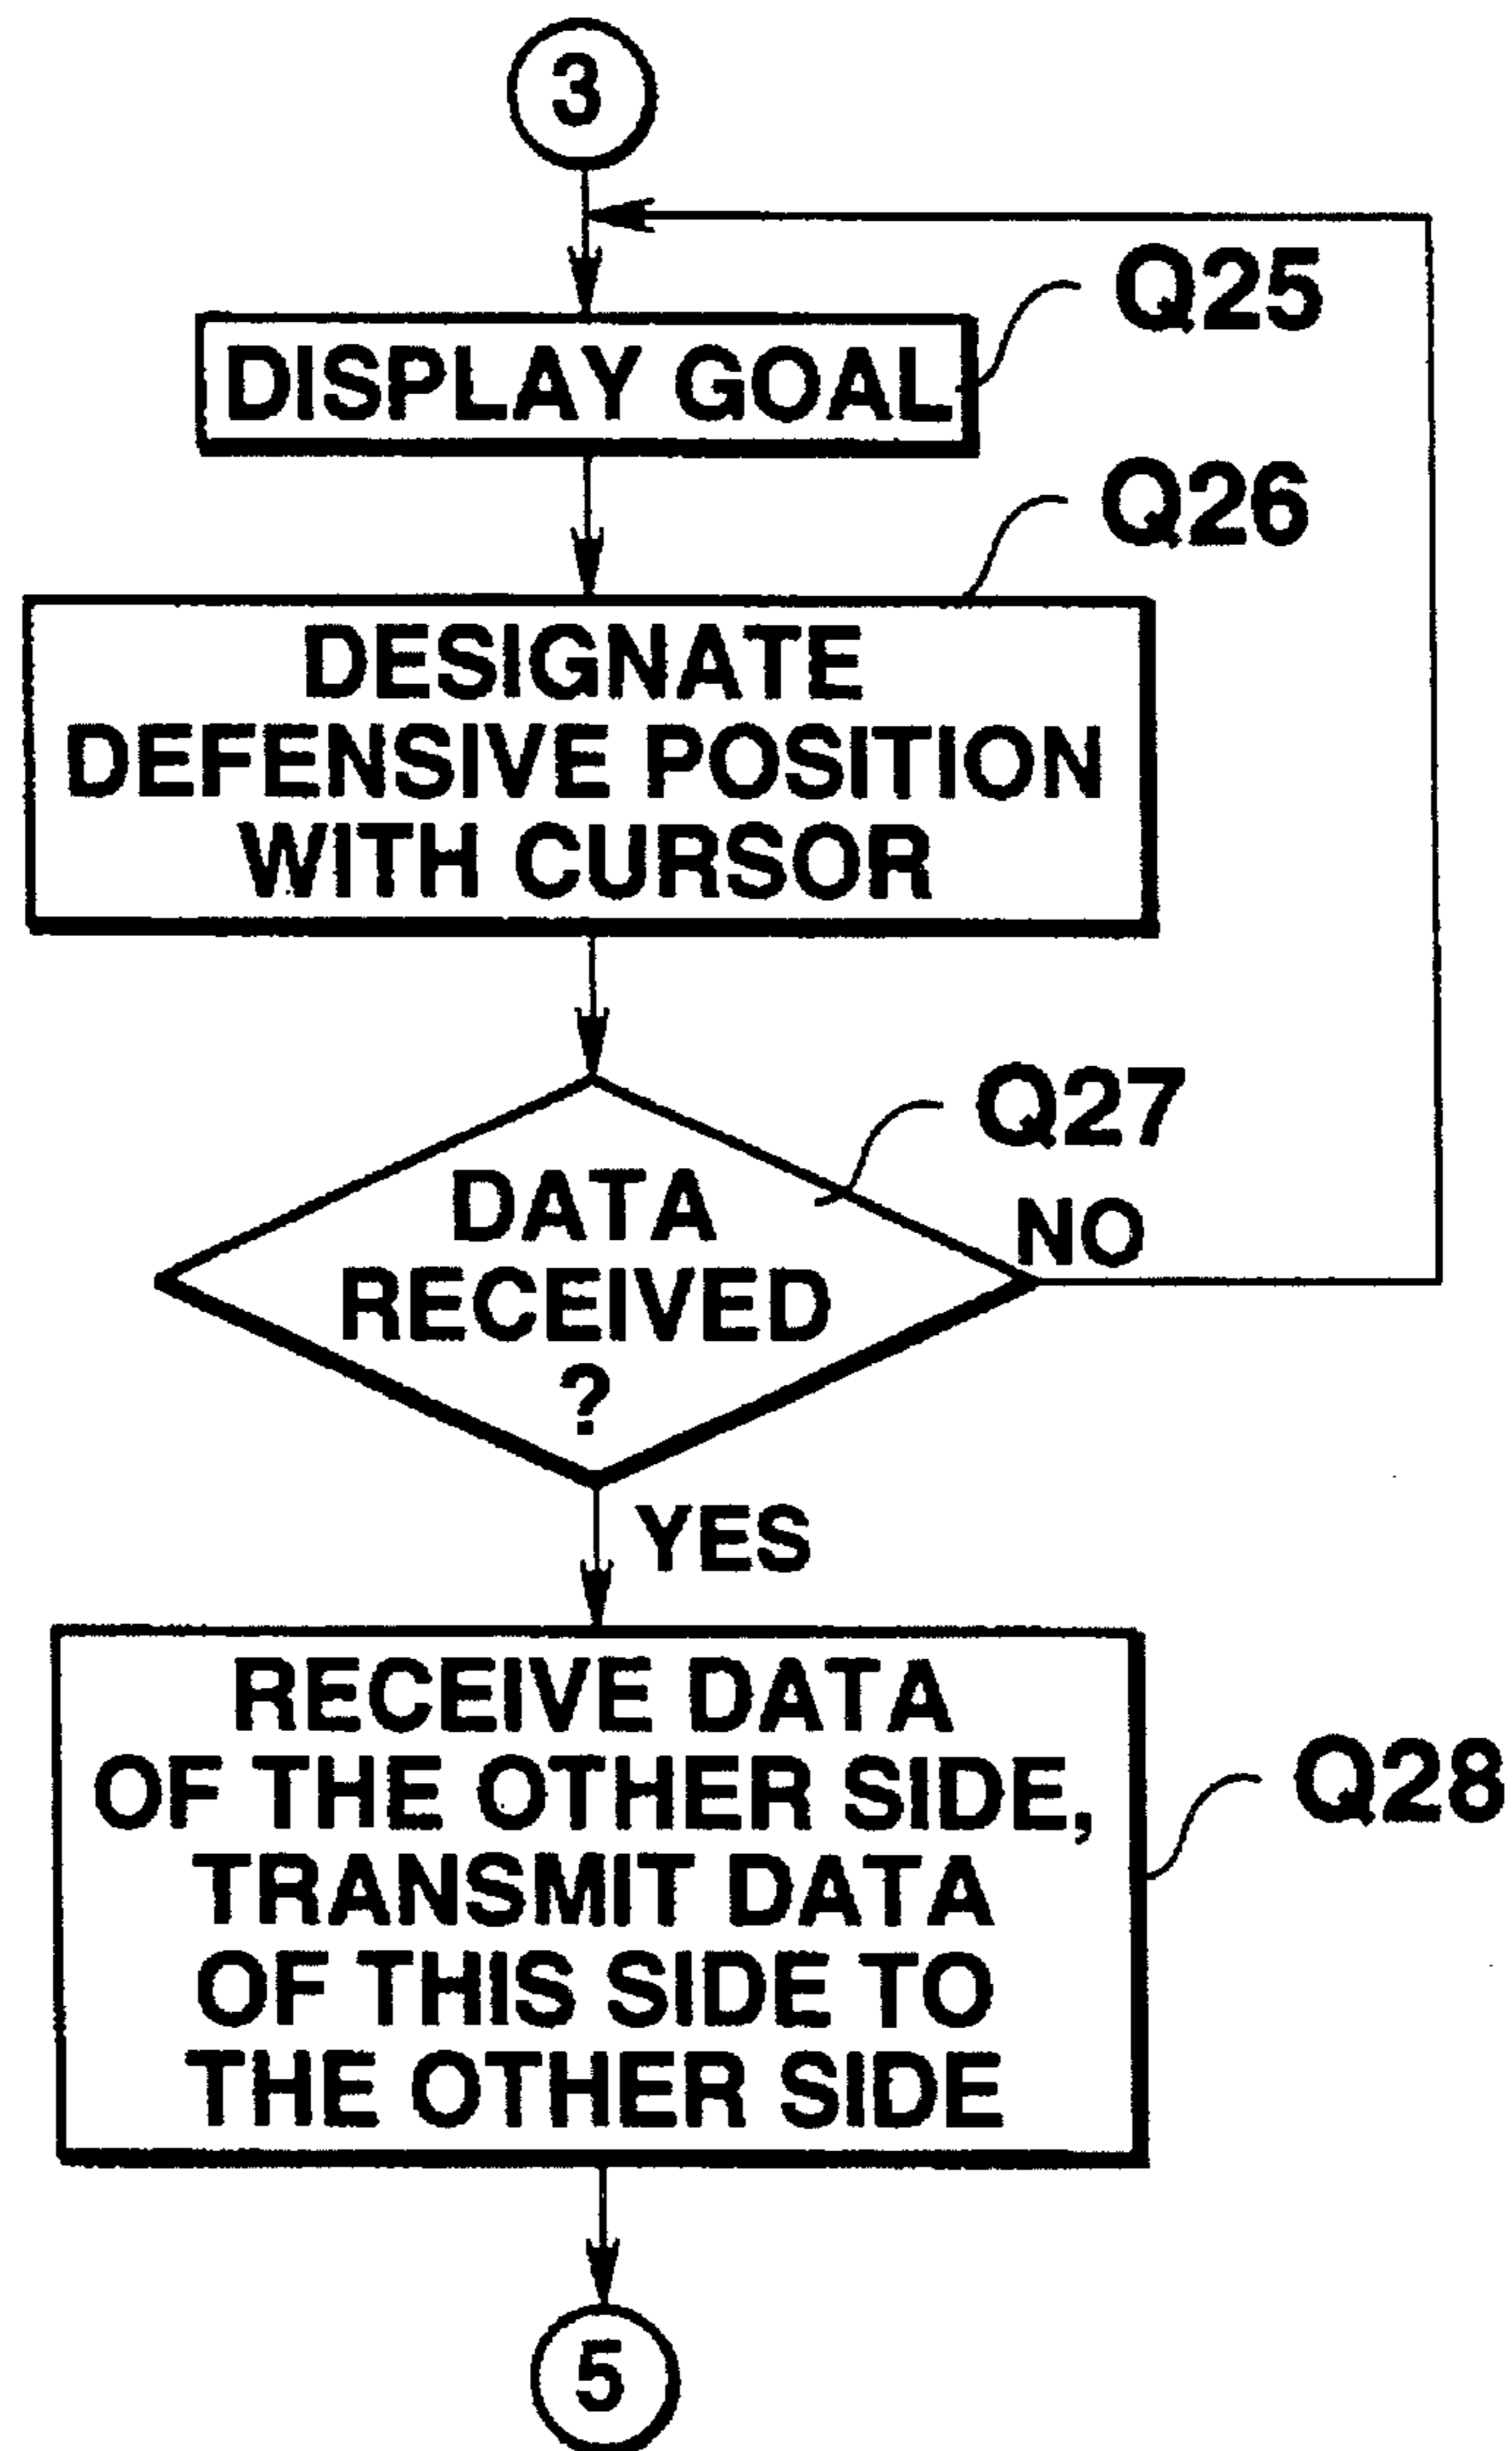 3
Q25
DISPLAY GOAL
Q26
DESIGNATE
DEFENSIVE POSITION
WITH CURSOR
Q27
NO
DATA
RECEIVED
?
YES
RECEIVE DATA
OF THE OTHER SIDE,
TRANSMIT DATA
OF THIS SIDE TO
THE OTHER SIDE
Q28
5